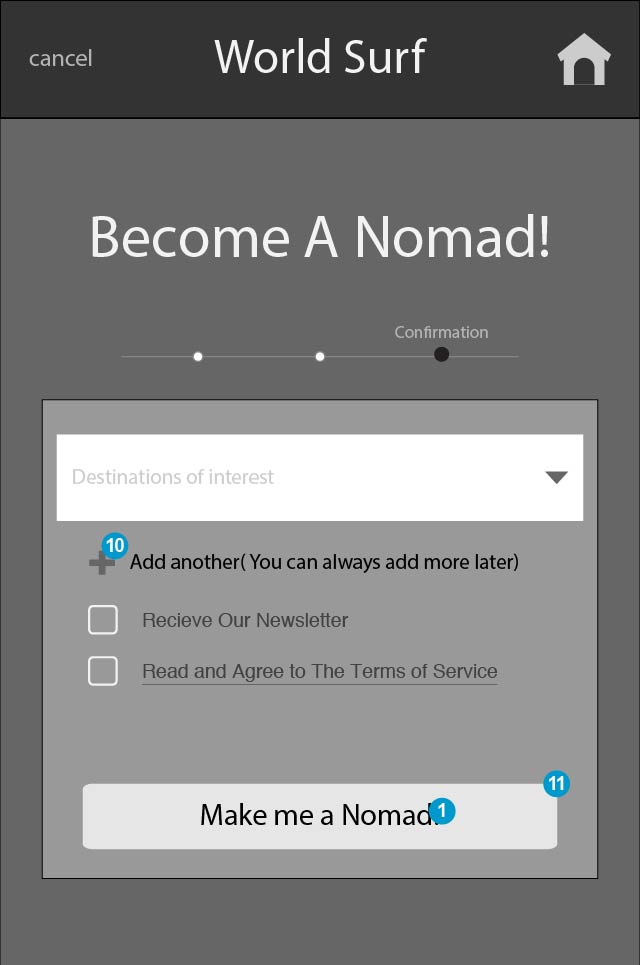 cancel
World Surf
Become A Nomad!
Confirmation
Destinations of interest
10
Add another( You can always add more later)
Recieve Our Newsletter
Read and Agree to The Terms of Service
11
Make me a Nomad!
1